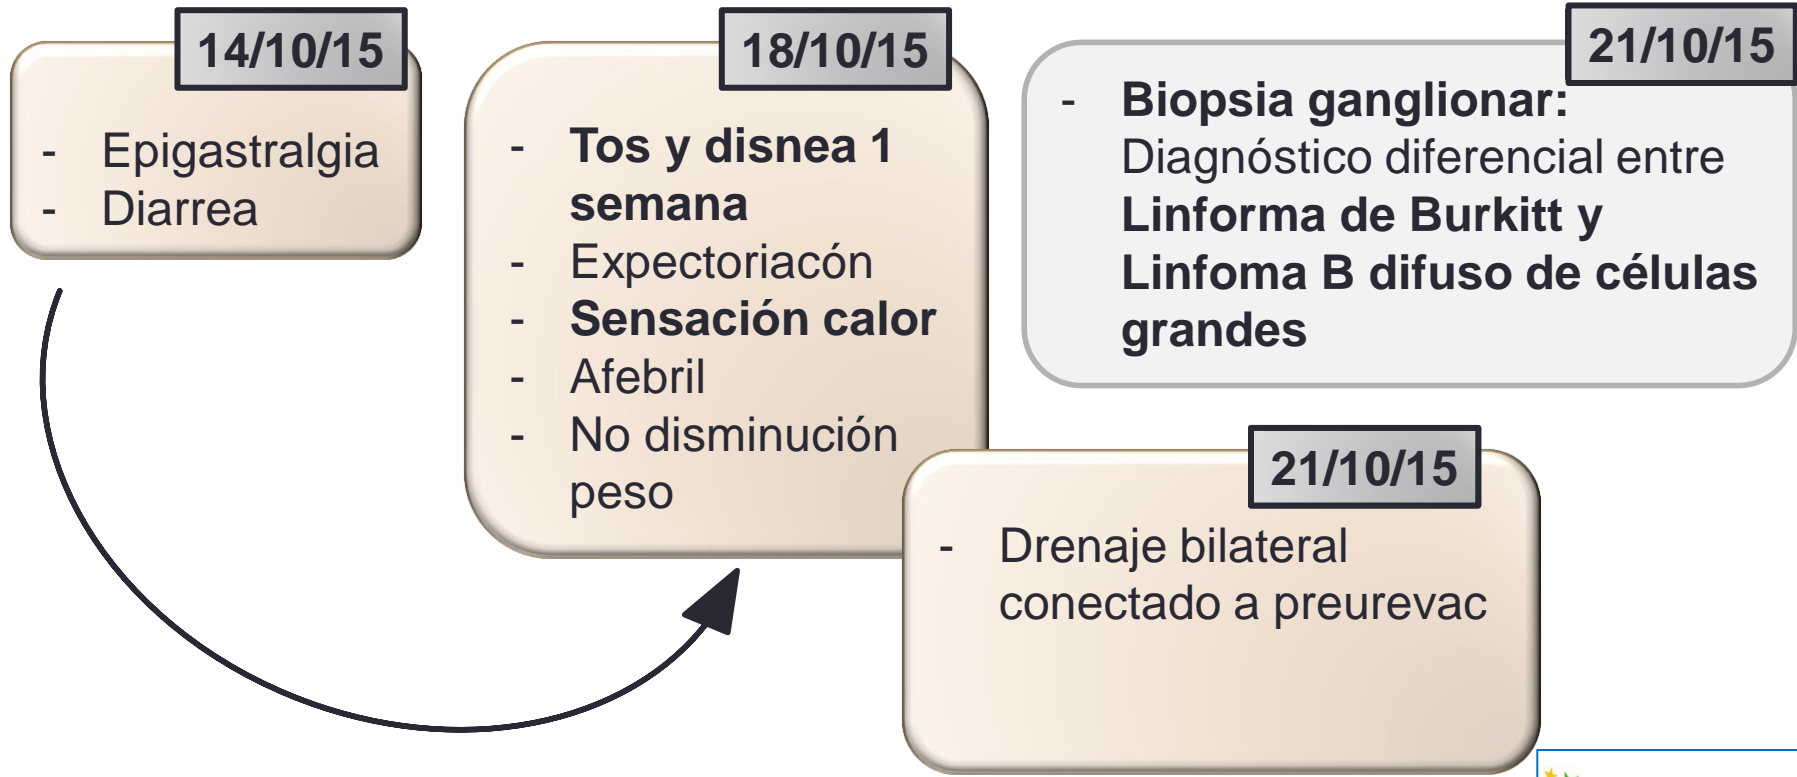 14/10/15
- Epigastralgia
- Diarrea
18/10/15
- Tos y disnea 1
semana
- Expectoriacón
- Sensación calor
- Afebril
- No disminución
peso
21/10/15
- Biopsia ganglionar:
Diagnóstico diferencial entre
Linforma de Burkitt y
Linfoma B difuso de células
grandes
21/10/15
- Drenaje bilateral
conectado a preurevac